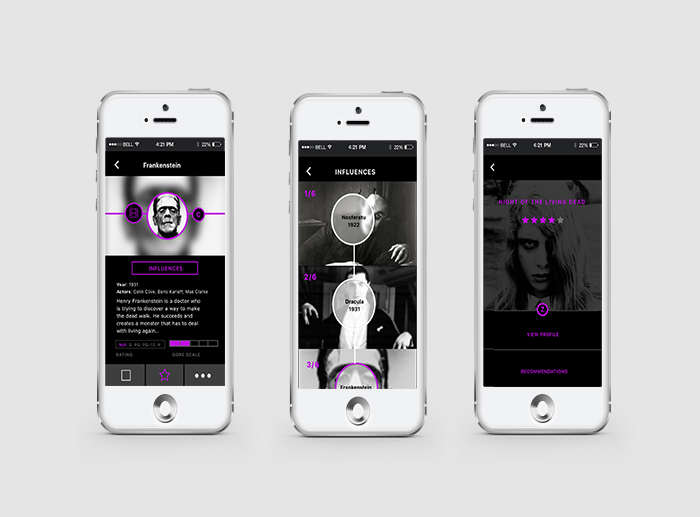 BELL 4:21 PM 22%
Frankenstein
C
INFLUENCES
Year: 1931
Actors: Colin Clive, Boris Karloff, Mae Clarke
Henry Frankenstein is a doctor who
is trying to discover a way to make
the dead walk. He succeeds and
creates a monster that has to deal
with living again...
N/A G PG PG-13 R
RATING GORE SCALE
BELL 4:21 PM 22%
INFLUENCES
1/6
Nosferatu
1922
2/6
Dracula
1931
3/6
Frankenstein
BELL 4:21 PM 22%
NIGHT OF THE LIVING DEAD
Z
VIEW PROFILE
RECOMMENDATIONS